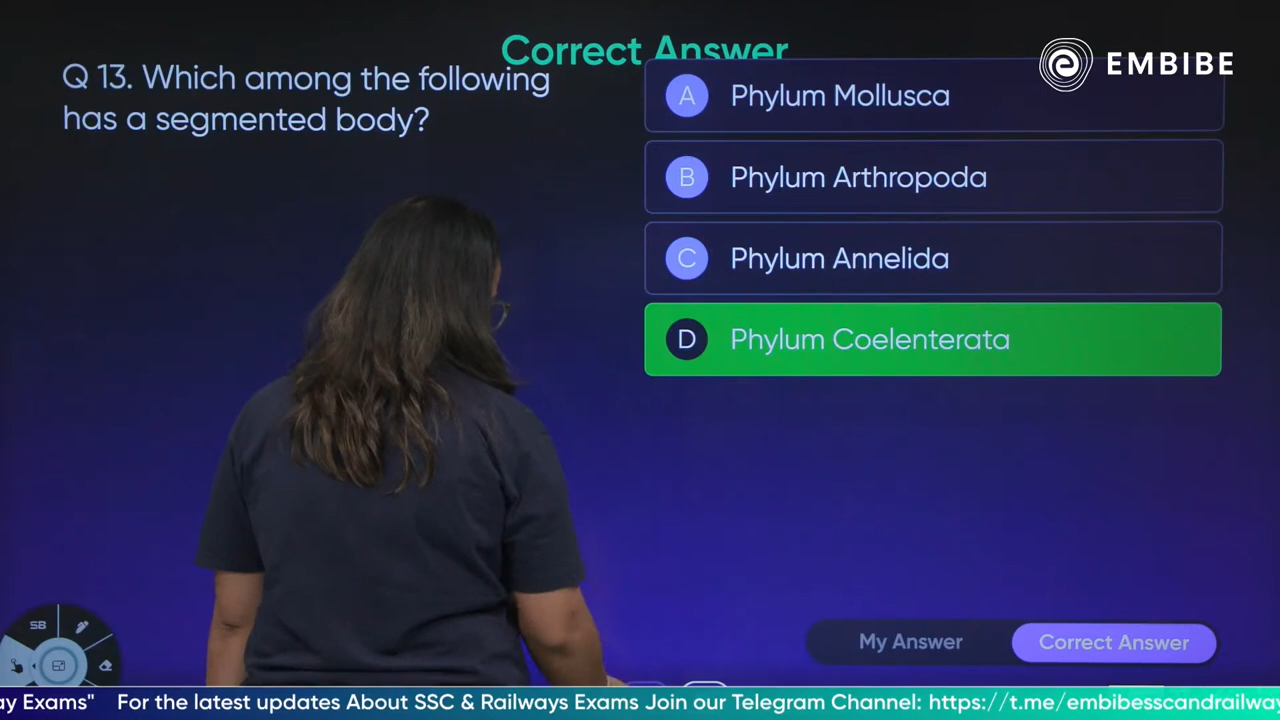 Correct Answer
EMBIBE
Q 13. Which among the following
has a segmented body?
A Phylum Mollusca
B Phylum Arthropoda
C Phylum Annelida
D Phylum Coelenterata
SB
My Answer
Correct Answer
ay Exams" For the latest updates About SSC & Railways Exams Join our Telegram Channel: https://t.me/embibesscandrailway